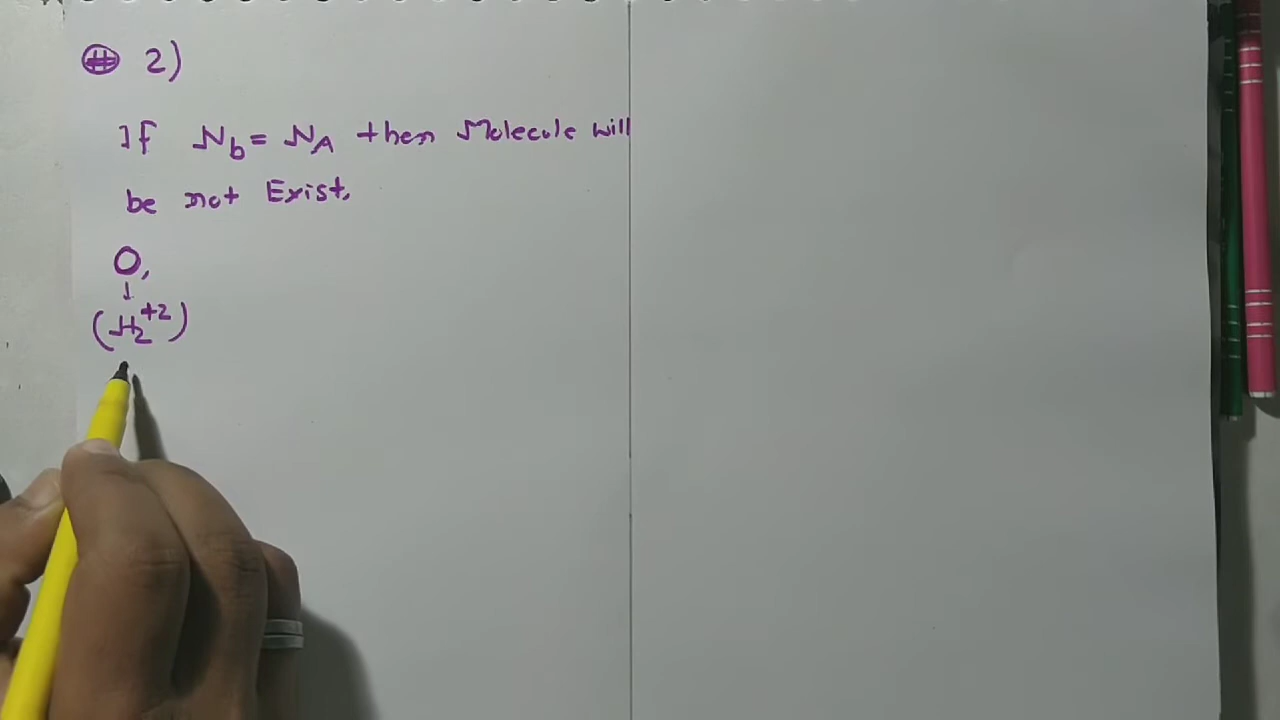 # 2)
If Nb = NA then Molecule will
be not Exist.
0,
↓
(H2+2)